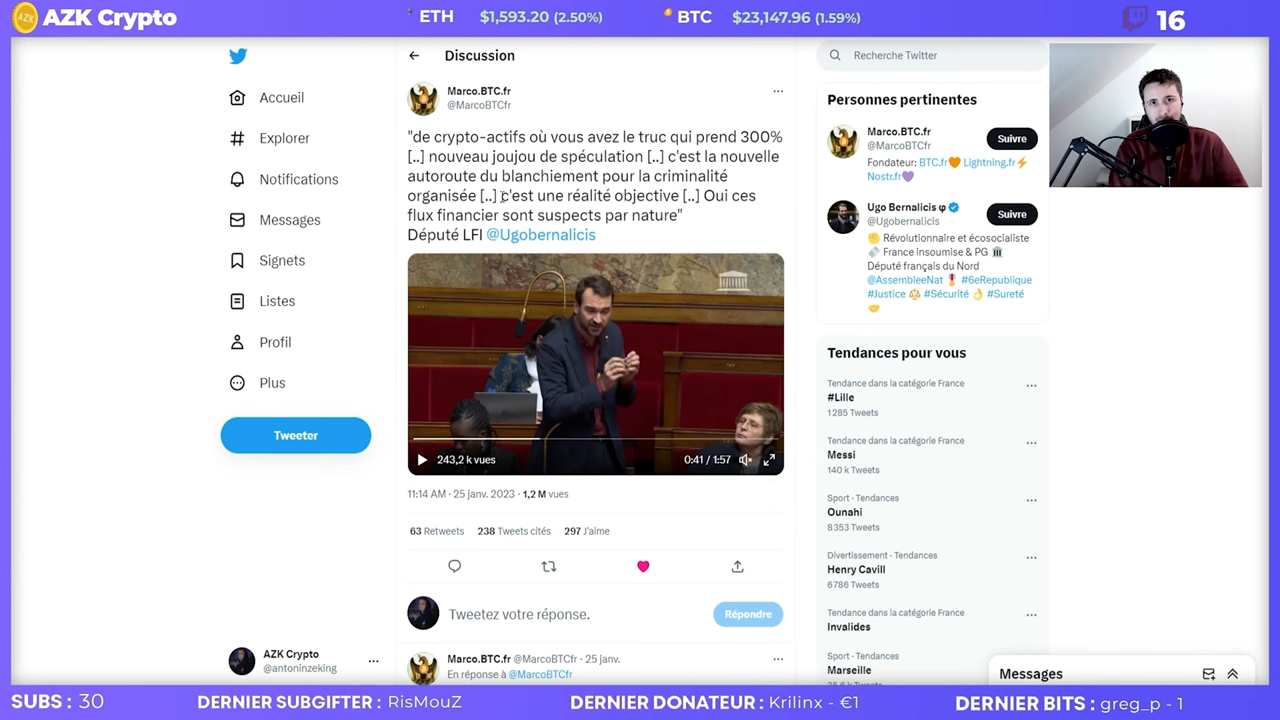 AZK Crypto
ETH $1,593.20 (2.50%)
BTC $23,147.96 (1.59%)
16
Accueil
Explorer
Notifications
Messages
Signets
Listes
Profil
Plus
Tweeter
AZK Crypto
@antoninzeking
Discussion
Marco.BTC.fr
@MarcoBTCfr
"de crypto-actifs où vous avez le truc qui prend 300%
[..] nouveau joujou de spéculation [..] c'est la nouvelle
autoroute du blanchiement pour la criminalité
organisée [..] c'est une réalité objective [..] Oui ces
flux financier sont suspects par nature"
Député LFI @Ugobernalicis
243,2 k vues
0:41 / 1:57
11:14 AM · 25 janv. 2023 · 1,2 M vues
63 Retweets 238 Tweets cités 297 J'aime
Tweetez votre réponse.
Répondre
Marco.BTC.fr @MarcoBTCfr · 25 janv.
En réponse à @MarcoBTCfr
Recherche Twitter
Personnes pertinentes
Marco.BTC.fr
@MarcoBTCfr
Suivre
Fondateur: BTC.fr🧡 Lightning.fr⚡
Nostr.fr💜
Ugo Bernalicis φ
@Ugobernalicis
Suivre
✊ Révolutionnaire et écosocialiste
France insoumise & PG 🏛
Député français du Nord
@AssembleeNat 🎖 #6eRepublique
#Justice ⚖ #Sécurité 👌 #Sureté
🤝
Tendances pour vous
Tendance dans la catégorie France
#Lille
1 285 Tweets
Tendance dans la catégorie France
Messi
140 k Tweets
Sport · Tendances
Ounahi
8 353 Tweets
Divertissement · Tendances
Henry Cavill
6 786 Tweets
Tendance dans la catégorie France
Invalides
Sport · Tendances
Marseille
Messages
SUBS : 30
DERNIER SUBGIFTER : RisMouZ
DERNIER DONATEUR : Krilinx - €1
DERNIER BITS : greg_p - 1